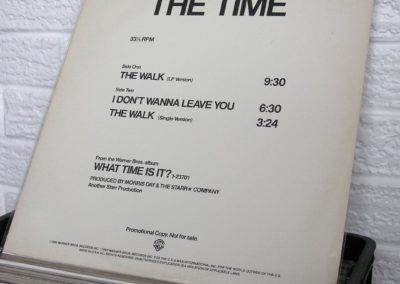 THE TIME
33⅓ RPM
Side One
THE WALK (LP Version) 9:30
Side Two
I DON'T WANNA LEAVE YOU 6:30
THE WALK (Single Version) 3:24
From the Warner Bros. album
WHAT TIME IS IT? 1-23701
PRODUCED BY MORRIS DAY & THE STARR★ COMPANY
Another Starr Production
Promotional Copy. Not for sale.